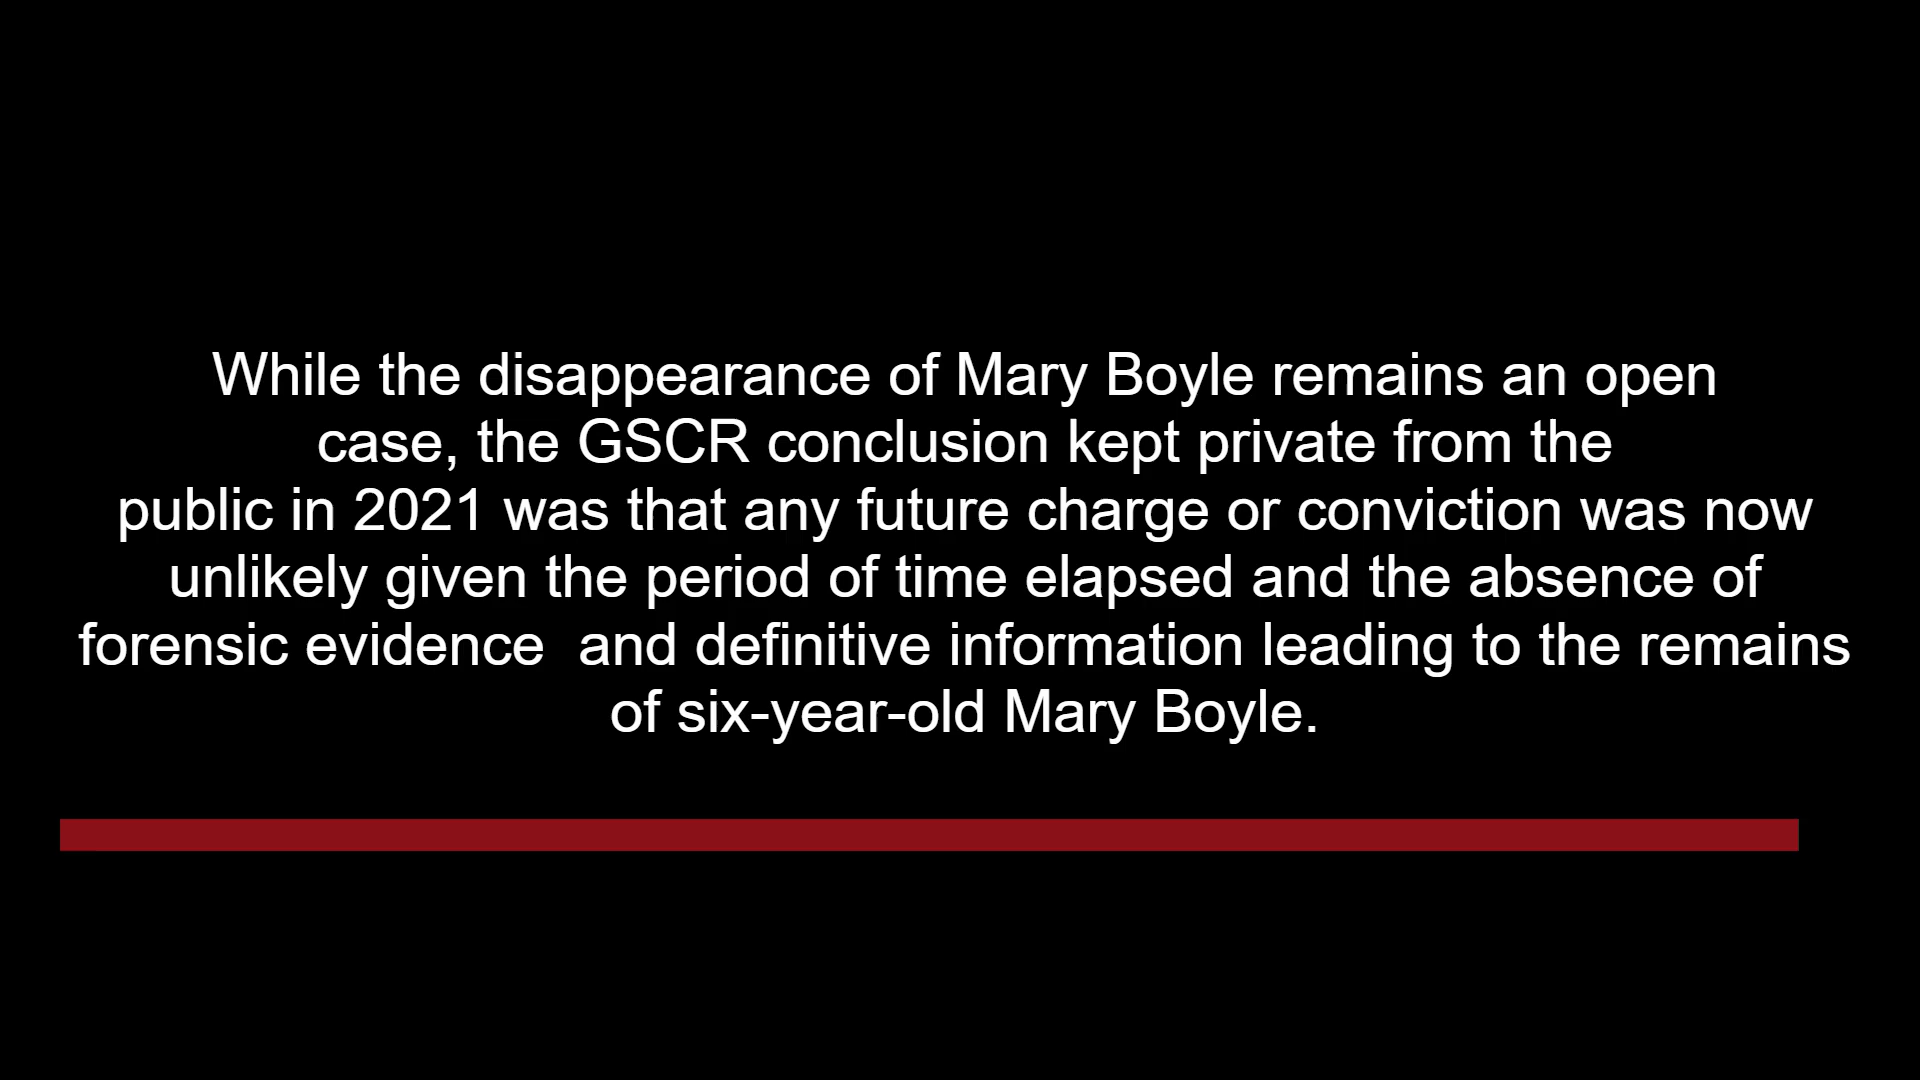 While the disappearance of Mary Boyle remains an open
case, the GSCR conclusion kept private from the
public in 2021 was that any future charge or conviction was now
unlikely given the period of time elapsed and the absence of
forensic evidence  and definitive information leading to the remains
of six-year-old Mary Boyle.